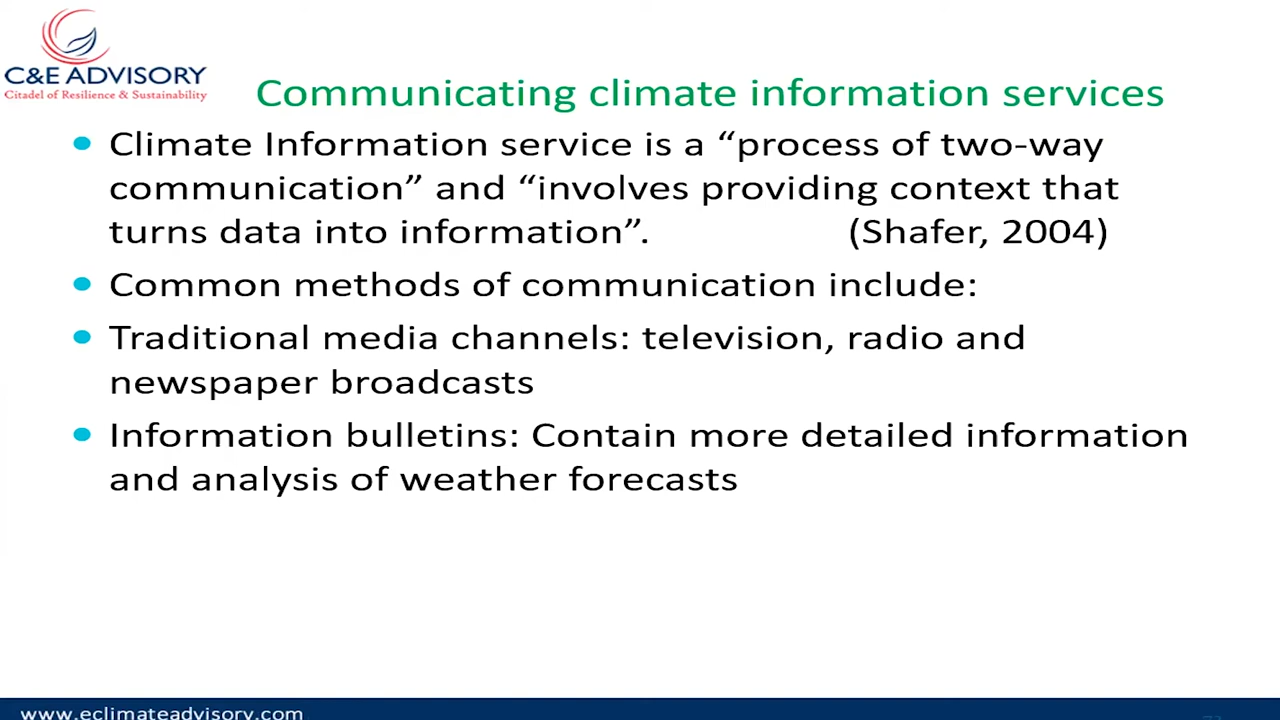 C&E ADVISORY
Citadel of Resilience & Sustainability
Communicating climate information services
Climate Information service is a “process of two-way
communication” and “involves providing context that
turns data into information”. (Shafer, 2004)
Common methods of communication include:
Traditional media channels: television, radio and
newspaper broadcasts
Information bulletins: Contain more detailed information
and analysis of weather forecasts
www.eclimateadvisory.com